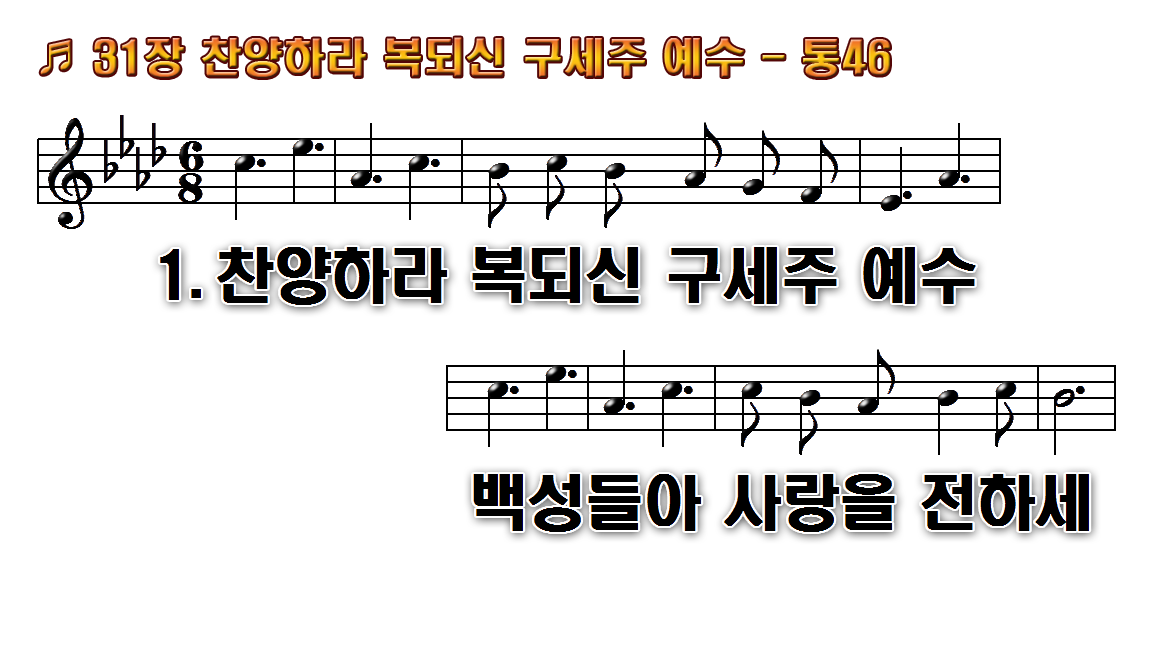 ♬ 31장 찬양하라 복되신 구세주 예수 - 통46
6
8
1. 찬양하라 복되신 구세주 예수
백성들아 사랑을 전하세